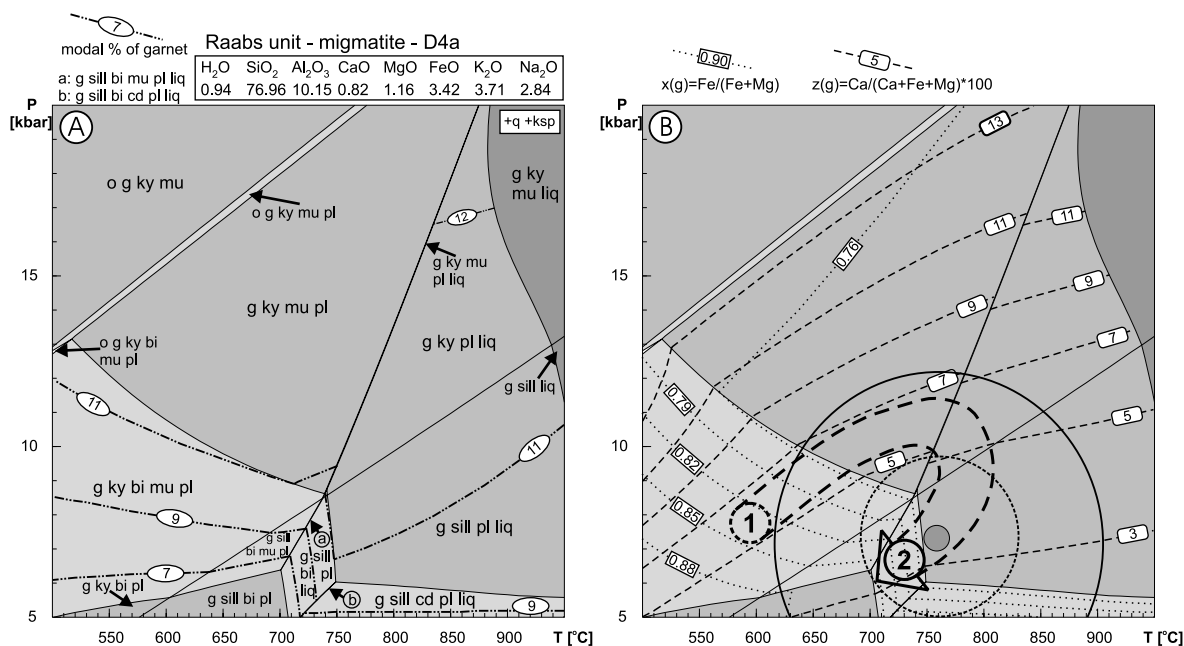 7
modal % of garnet
a: g sill bi mu pl liq
b: g sill bi cd pl liq
Raabs unit - migmatite - D4a
H₂O SiO₂ Al₂O₃ CaO MgO FeO K₂O Na₂O
0.94 76.96 10.15 0.82 1.16 3.42 3.71 2.84
P
[kbar]
A
+q +ksp
o g ky mu
o g ky mu pl
g ky
mu liq
12
g ky mu
pl liq
15
g ky mu pl
g ky pl liq
o g ky bi
mu pl
g sill liq
11
11
10
g ky bi mu pl
9
g sill pl liq
a
g sill
bi mu pl
g sill
bi pl
liq
7
g ky bi pl
g sill bi pl
b
g sill cd pl liq
9
5
550 600 650 700 750 800 850 900 T [°C]
0.90
x(g)=Fe/(Fe+Mg)
5
z(g)=Ca/(Ca+Fe+Mg)*100
P
[kbar]
B
13
0.76
11
11
15
9
9
7
7
0.79
5
5
10
0.82
0.85
1
2
3
0.88
5
550 600 650 700 750 800 850 900 T [°C]